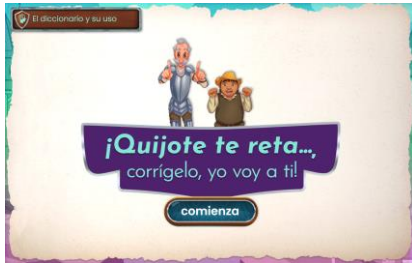 El diccionario y su uso
¡Quijote te reta...,
corrígelo, yo voy a ti!
comienza